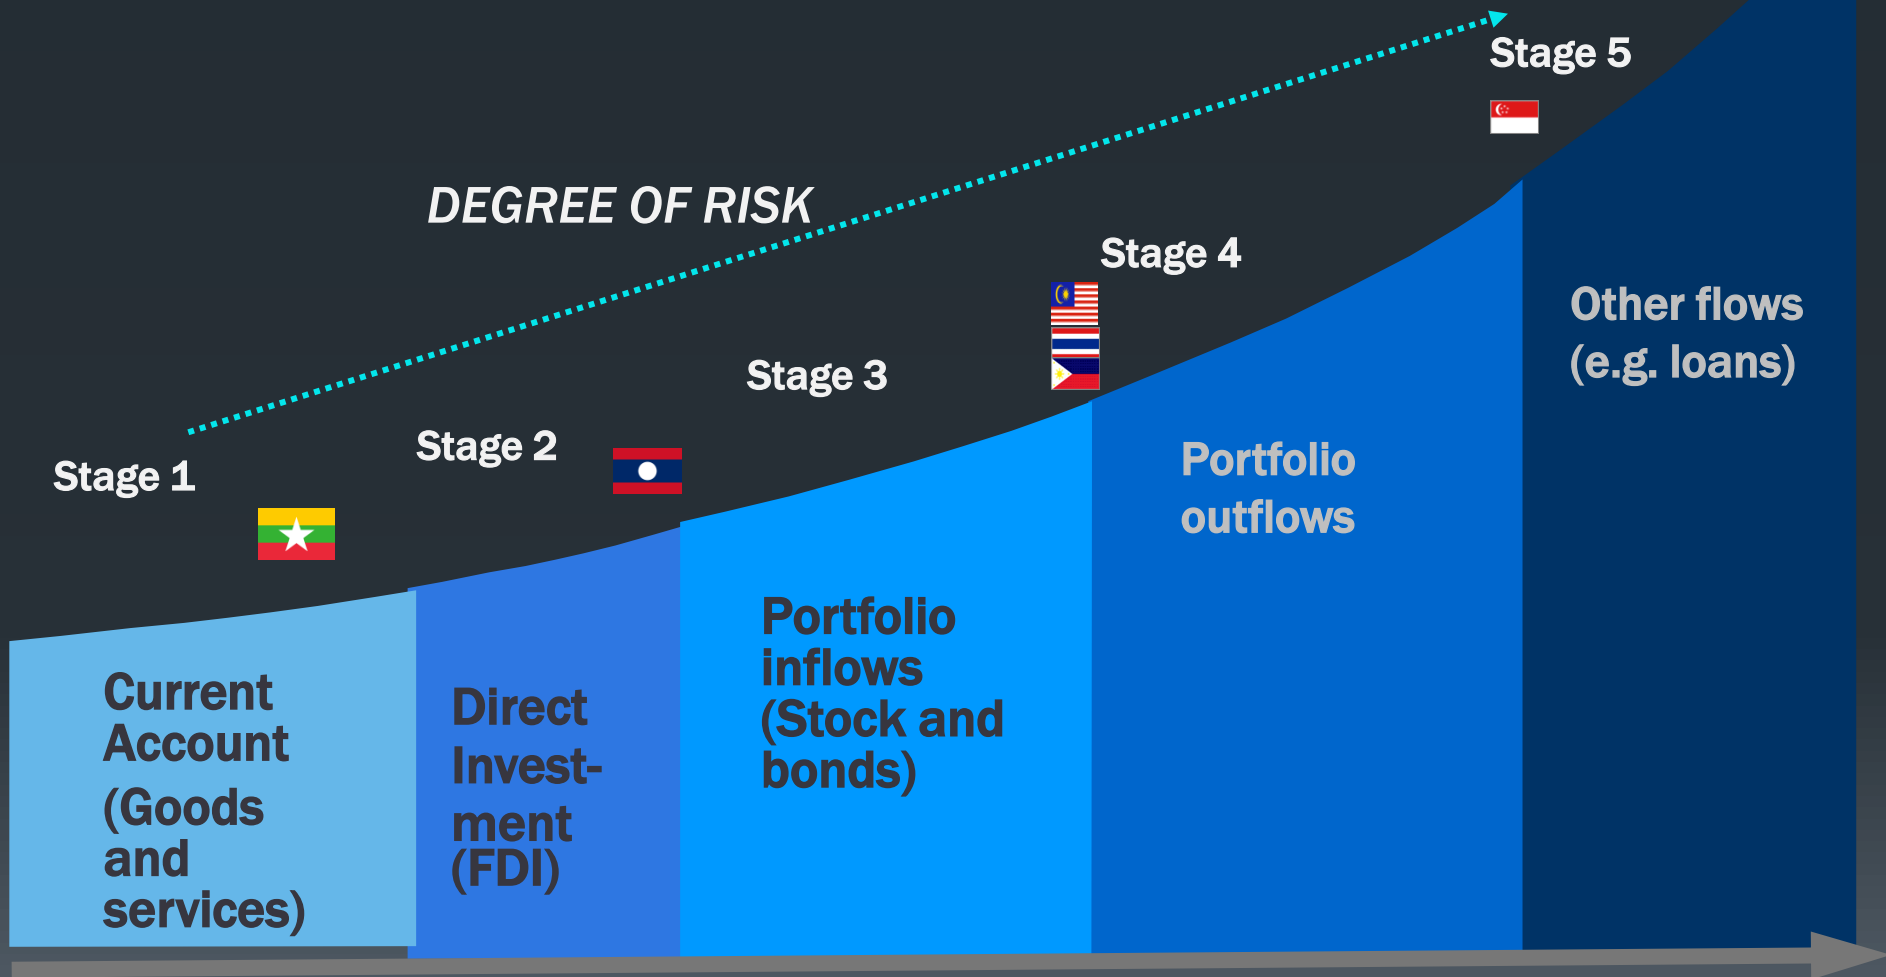 DEGREE OF RISK
Stage 1
Current
Account
(Goods
and
services)
Stage 2
Direct
Invest-
ment
(FDI)
Stage 3
Portfolio
inflows
(Stock and
bonds)
Stage 4
Portfolio
outflows
Stage 5
Other flows
(e.g. loans)